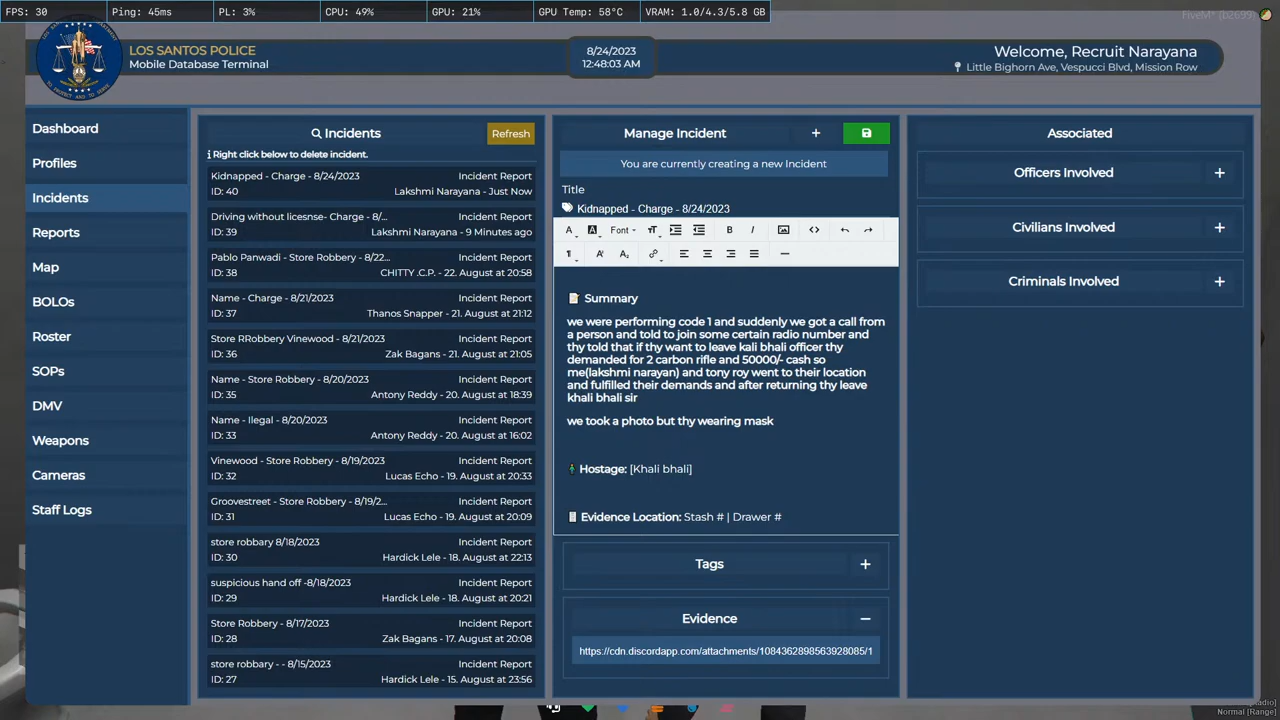 FPS: 30 Ping: 45ms PL: 3% CPU: 49% GPU: 21% GPU Temp: 58°C VRAM: 1.0/4.3/5.8 GB
FiveM® (b2699)
LOS SANTOS POLICE
Mobile Database Terminal
8/24/2023
12:48:03 AM
Welcome, Recruit Narayana
Little Bighorn Ave, Vespucci Blvd, Mission Row
Dashboard
Profiles
Incidents
Reports
Map
BOLOs
Roster
SOPs
DMV
Weapons
Cameras
Staff Logs
Incidents
Refresh
Right click below to delete incident.
Kidnapped - Charge - 8/24/2023 Incident Report
ID: 40 Lakshmi Narayana - Just Now
Driving without licensse- Charge - 8/... Incident Report
ID: 39 Lakshmi Narayana - 9 Minutes ago
Pablo Panwadi - Store Robbery - 8/22... Incident Report
ID: 38 CHITTY .C.P. - 22. August at 20:58
Name - Charge - 8/21/2023 Incident Report
ID: 37 Thanos Snapper - 21. August at 21:12
Store RRobbery Vinewood - 8/21/2023 Incident Report
ID: 36 Zak Bagans - 21. August at 21:05
Name - Store Robbery - 8/20/2023 Incident Report
ID: 35 Antony Reddy - 20. August at 18:39
Name - Ilegal - 8/20/2023 Incident Report
ID: 33 Antony Reddy - 20. August at 16:02
Vinewood - Store Robbery - 8/19/2023 Incident Report
ID: 32 Lucas Echo - 19. August at 20:33
Groovestreet - Store Robbery - 8/19/2... Incident Report
ID: 31 Lucas Echo - 19. August at 20:09
store robbary 8/18/2023 Incident Report
ID: 30 Hardick Lele - 18. August at 22:13
suspicious hand off -8/18/2023 Incident Report
ID: 29 Hardick Lele - 18. August at 20:21
Store Robbery - 8/17/2023 Incident Report
ID: 28 Zak Bagans - 17. August at 20:08
store robbary - - 8/15/2023 Incident Report
ID: 27 Hardick Lele - 15. August at 23:56
Manage Incident
You are currently creating a new Incident
Title
Kidnapped - Charge - 8/24/2023
Font
Summary
we were performing code 1 and suddenly we got a call from
a person and told to join some certain radio number and
thy told that if thy want to leave kali bhali officer thy
demanded for 2 carbon rifle and 50000/- cash so
me(lakshmi narayan) and tony roy went to their location
and fulfilled their demands and after returning thy leave
khali bhali sir
we took a photo but thy wearing mask
Hostage: [Khali bhali]
Evidence Location: Stash # | Drawer #
Tags
Evidence
https://cdn.discordapp.com/attachments/1084362898563928085/1
Associated
Officers Involved
Civilians Involved
Criminals Involved
[Radio]
Normal [Range]